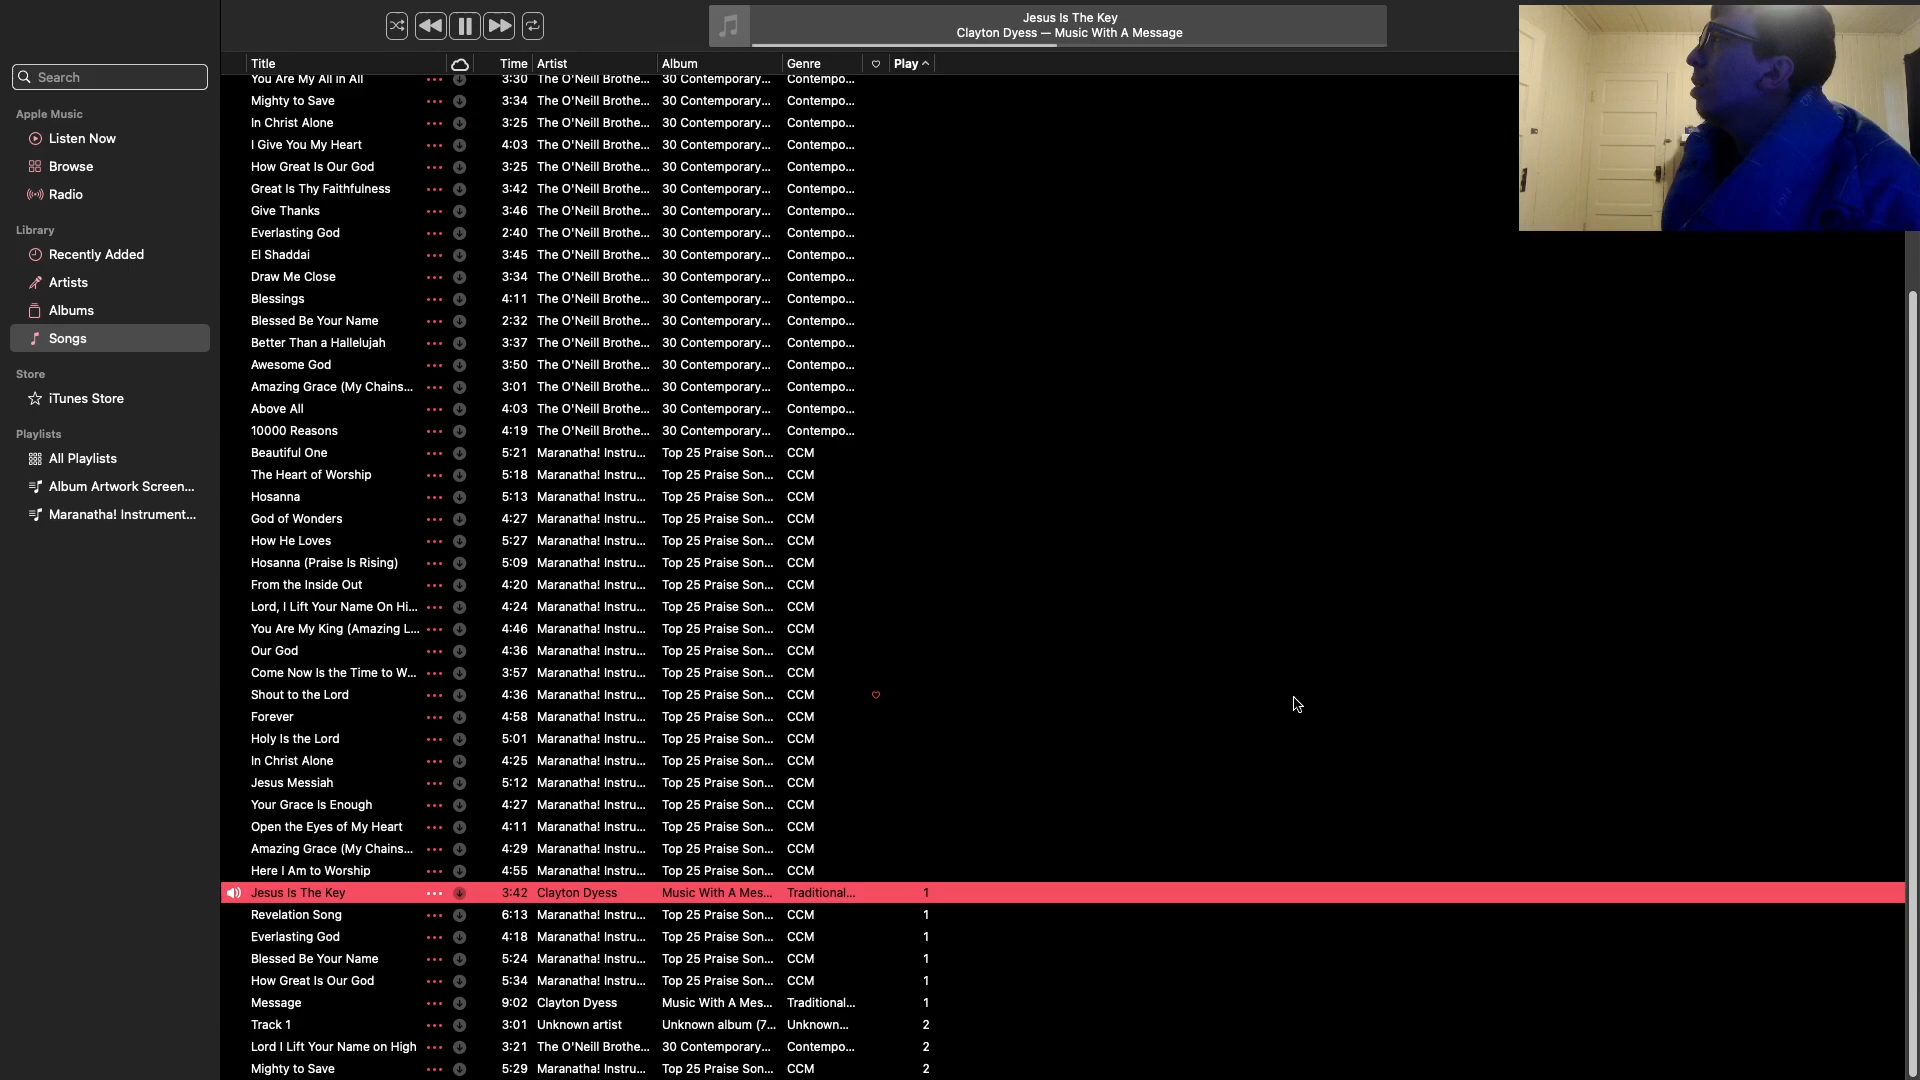 Jesus Is The Key
Clayton Dyess — Music With A Message
Search
Apple Music
Listen Now
Browse
Radio
Library
Recently Added
Artists
Albums
Songs
Store
iTunes Store
Playlists
All Playlists
Album Artwork Screen...
Maranatha! Instrument...
Title Time Artist Album Genre Play
You Are My All in All 3:30 The O'Neill Brothe... 30 Contemporary... Contempo...
Mighty to Save 3:34 The O'Neill Brothe... 30 Contemporary... Contempo...
In Christ Alone 3:25 The O'Neill Brothe... 30 Contemporary... Contempo...
I Give You My Heart 4:03 The O'Neill Brothe... 30 Contemporary... Contempo...
How Great Is Our God 3:25 The O'Neill Brothe... 30 Contemporary... Contempo...
Great Is Thy Faithfulness 3:42 The O'Neill Brothe... 30 Contemporary... Contempo...
Give Thanks 3:46 The O'Neill Brothe... 30 Contemporary... Contempo...
Everlasting God 2:40 The O'Neill Brothe... 30 Contemporary... Contempo...
El Shaddai 3:45 The O'Neill Brothe... 30 Contemporary... Contempo...
Draw Me Close 3:34 The O'Neill Brothe... 30 Contemporary... Contempo...
Blessings 4:11 The O'Neill Brothe... 30 Contemporary... Contempo...
Blessed Be Your Name 2:32 The O'Neill Brothe... 30 Contemporary... Contempo...
Better Than a Hallelujah 3:37 The O'Neill Brothe... 30 Contemporary... Contempo...
Awesome God 3:50 The O'Neill Brothe... 30 Contemporary... Contempo...
Amazing Grace (My Chains... 3:01 The O'Neill Brothe... 30 Contemporary... Contempo...
Above All 4:03 The O'Neill Brothe... 30 Contemporary... Contempo...
10000 Reasons 4:19 The O'Neill Brothe... 30 Contemporary... Contempo...
Beautiful One 5:21 Maranatha! Instru... Top 25 Praise Son... CCM
The Heart of Worship 5:18 Maranatha! Instru... Top 25 Praise Son... CCM
Hosanna 5:13 Maranatha! Instru... Top 25 Praise Son... CCM
God of Wonders 4:27 Maranatha! Instru... Top 25 Praise Son... CCM
How He Loves 5:27 Maranatha! Instru... Top 25 Praise Son... CCM
Hosanna (Praise Is Rising) 5:09 Maranatha! Instru... Top 25 Praise Son... CCM
From the Inside Out 4:20 Maranatha! Instru... Top 25 Praise Son... CCM
Lord, I Lift Your Name On Hi... 4:24 Maranatha! Instru... Top 25 Praise Son... CCM
You Are My King (Amazing L... 4:46 Maranatha! Instru... Top 25 Praise Son... CCM
Our God 4:36 Maranatha! Instru... Top 25 Praise Son... CCM
Come Now Is the Time to W... 3:57 Maranatha! Instru... Top 25 Praise Son... CCM
Shout to the Lord 4:36 Maranatha! Instru... Top 25 Praise Son... CCM
Forever 4:58 Maranatha! Instru... Top 25 Praise Son... CCM
Holy Is the Lord 5:01 Maranatha! Instru... Top 25 Praise Son... CCM
In Christ Alone 4:25 Maranatha! Instru... Top 25 Praise Son... CCM
Jesus Messiah 5:12 Maranatha! Instru... Top 25 Praise Son... CCM
Your Grace Is Enough 4:27 Maranatha! Instru... Top 25 Praise Son... CCM
Open the Eyes of My Heart 4:11 Maranatha! Instru... Top 25 Praise Son... CCM
Amazing Grace (My Chains... 4:29 Maranatha! Instru... Top 25 Praise Son... CCM
Here I Am to Worship 4:55 Maranatha! Instru... Top 25 Praise Son... CCM
Jesus Is The Key 3:42 Clayton Dyess Music With A Mes... Traditional... 1
Revelation Song 6:13 Maranatha! Instru... Top 25 Praise Son... CCM 1
Everlasting God 4:18 Maranatha! Instru... Top 25 Praise Son... CCM 1
Blessed Be Your Name 5:24 Maranatha! Instru... Top 25 Praise Son... CCM 1
How Great Is Our God 5:34 Maranatha! Instru... Top 25 Praise Son... CCM 1
Message 9:02 Clayton Dyess Music With A Mes... Traditional... 1
Track 1 3:01 Unknown artist Unknown album (7... Unknown... 2
Lord I Lift Your Name on High 3:21 The O'Neill Brothe... 30 Contemporary... Contempo... 2
Mighty to Save 5:29 Maranatha! Instru... Top 25 Praise Son... CCM 2